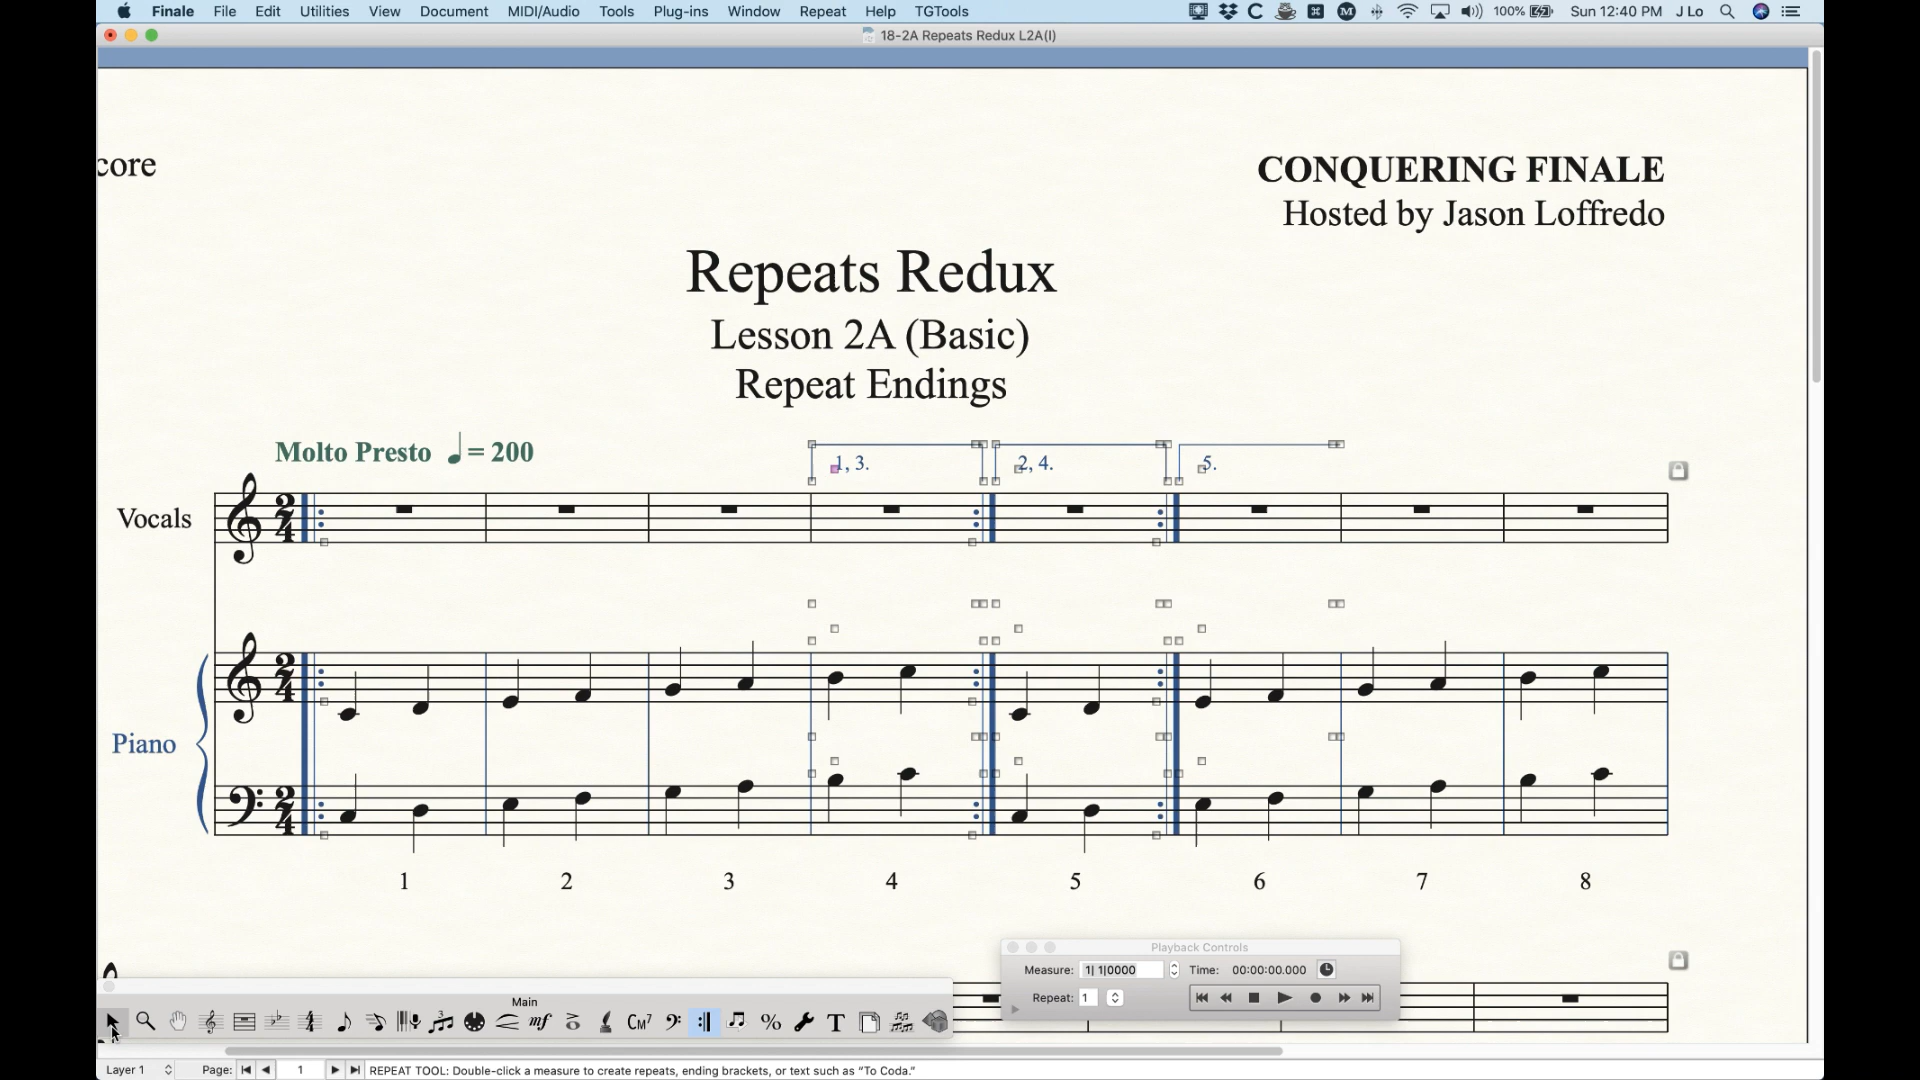 Finale File Edit Utilities View Document MIDI/Audio Tools Plug-ins Window Repeat Help TGTools 100% Sun 12:40 PM J Lo
18-2A Repeats Redux L2A(I)
core
CONQUERING FINALE
Hosted by Jason Loffredo
Repeats Redux
Lesson 2A (Basic)
Repeat Endings
Molto Presto = 200
1, 3. 2, 4. 5.
Vocals
Piano
1 2 3 4 5 6 7 8
Playback Controls
Measure: 1| 1|0000 Time: 00:00:00.000
Repeat: 1
Main
Layer 1 Page: 1 REPEAT TOOL: Double-click a measure to create repeats, ending brackets, or text such as “To Coda.”